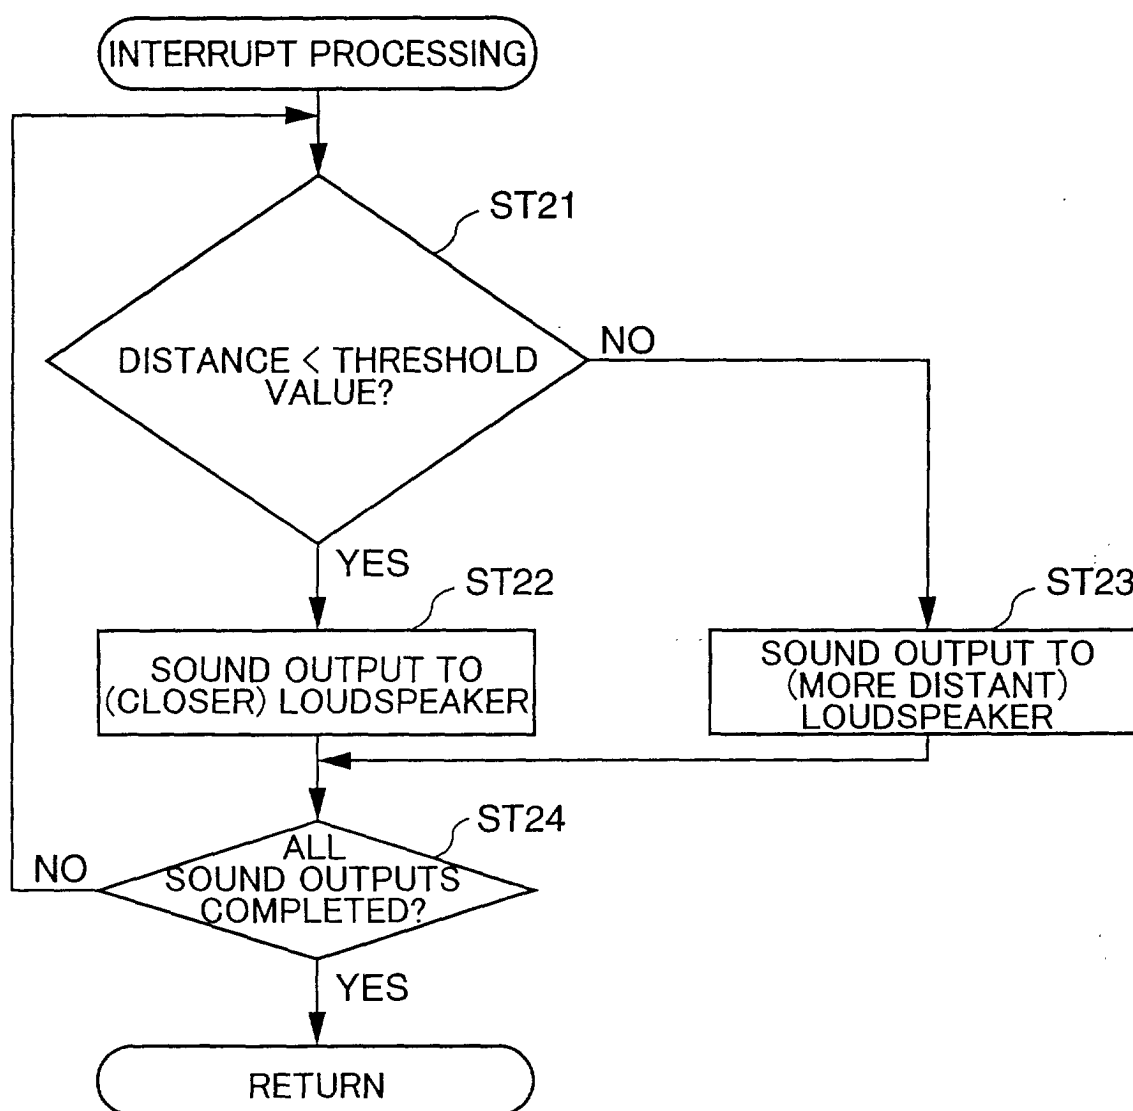 INTERRUPT PROCESSING
ST21
DISTANCE < THRESHOLD
VALUE?
NO
YES
ST22
SOUND OUTPUT TO
(CLOSER) LOUDSPEAKER
ST23
SOUND OUTPUT TO
(MORE DISTANT)
LOUDSPEAKER
ST24
ALL
SOUND OUTPUTS
COMPLETED?
NO
YES
RETURN